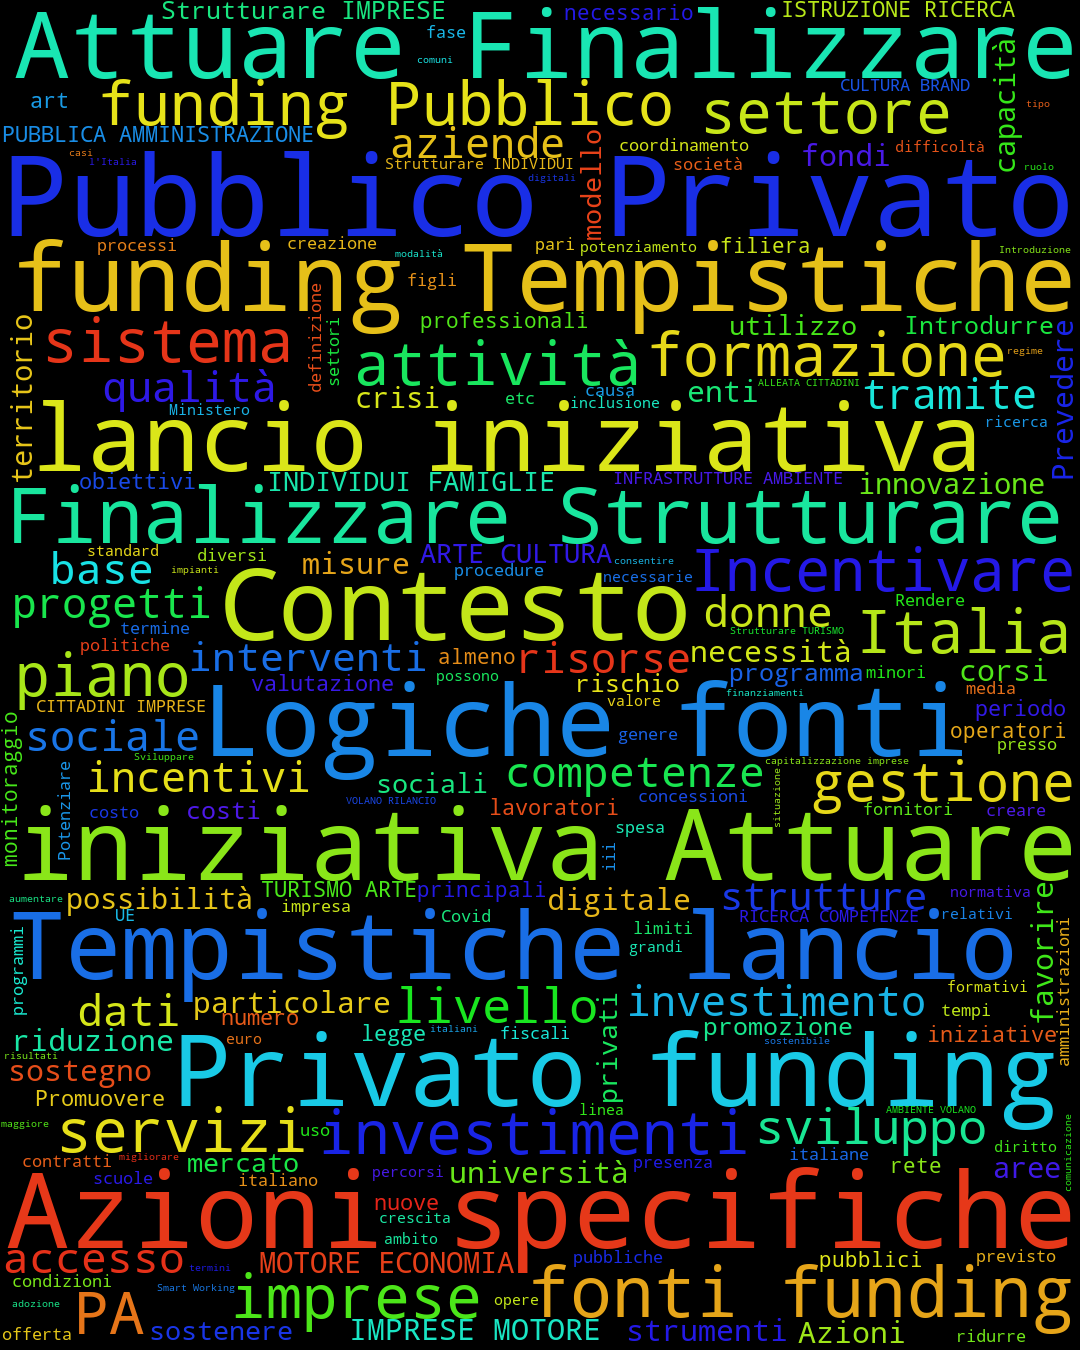 Strutturare IMPRESE
necessario
ISTRUZIONE RICERCA
Attuare Finalizzare
fase
comuni
capacità
art
funding Pubblico
settore
CULTURA BRAND
tipo
PUBBLICA AMMINISTRAZIONE
aziende
modello
coordinamento
fondi
difficoltà
casi
l'Italia
Strutturare INDIVIDUI
digitali
società
ruolo
Pubblico Privato
processi
creazione
modalità
pari
potenziamento
filiera
Introduzione
funding Tempistiche
figli
territorio
definizione
settori
professionali
utilizzo
Introdurre
Prevedere
sistema
attività
formazione
regime
qualità
crisi
etc
causa
inclusione
enti
ALLEATA CITTADINI
tramite
Ministero
ricerca
lancio iniziativa
obiettivi
INDIVIDUI FAMIGLIE
INFRASTRUTTURE AMBIENTE
innovazione
Finalizzare Strutturare
standard
diversi
impianti
misure
ARTE CULTURA
consentire
base
procedure
necessarie
Incentivare
progetti
Contesto
donne
Rendere
Italia
termine
Strutturare TURISMO
politiche
piano
interventi
almeno
risorse
necessità
possono
programma
minori
corsi
valutazione
rischio
finanziamenti
media
CITTADINI IMPRESE
valore
periodo
monitoraggio
sociale
Logiche fonti
genere
operatori
presso
Sviluppare
Potenziare
incentivi
sociali
competenze
capitalizzazione imprese
situazione
gestione
costo
costi
VOLANO RILANCIO
lavoratori
concessioni
fornitori
creare
iniziativa Attuare
spesa
iii
aumentare
possibilità
TURISMO ARTE
principali
digitale
strutture
normativa
favorire
UE
impresa
Covid
limiti
RICERCA COMPETENZE
relativi
programmi
Tempistiche lancio
grandi
amministrazioni
dati
particolare
livello
privati
investimento
formativi
tempi
numero
riduzione
euro
legge
italiani
fiscali
promozione
sostenibile
iniziative
risultati
sostegno
Privato funding
Promuovere
linea
AMBIENTE VOLANO
maggiore
servizi
uso
investimenti
sviluppo
diritto
comunicazione
contratti
migliorare
mercato
percorsi
università
presenza
italiane
rete
aree
scuole
italiano
nuove
Azioni specifiche
crescita
ambito
accesso
termini
MOTORE ECONOMIA
pubbliche
pubblici
previsto
condizioni
Smart Working
imprese
opere
fonti funding
adozione
PA
offerta
sostenere
IMPRESE MOTORE
strumenti
Azioni
ridurre